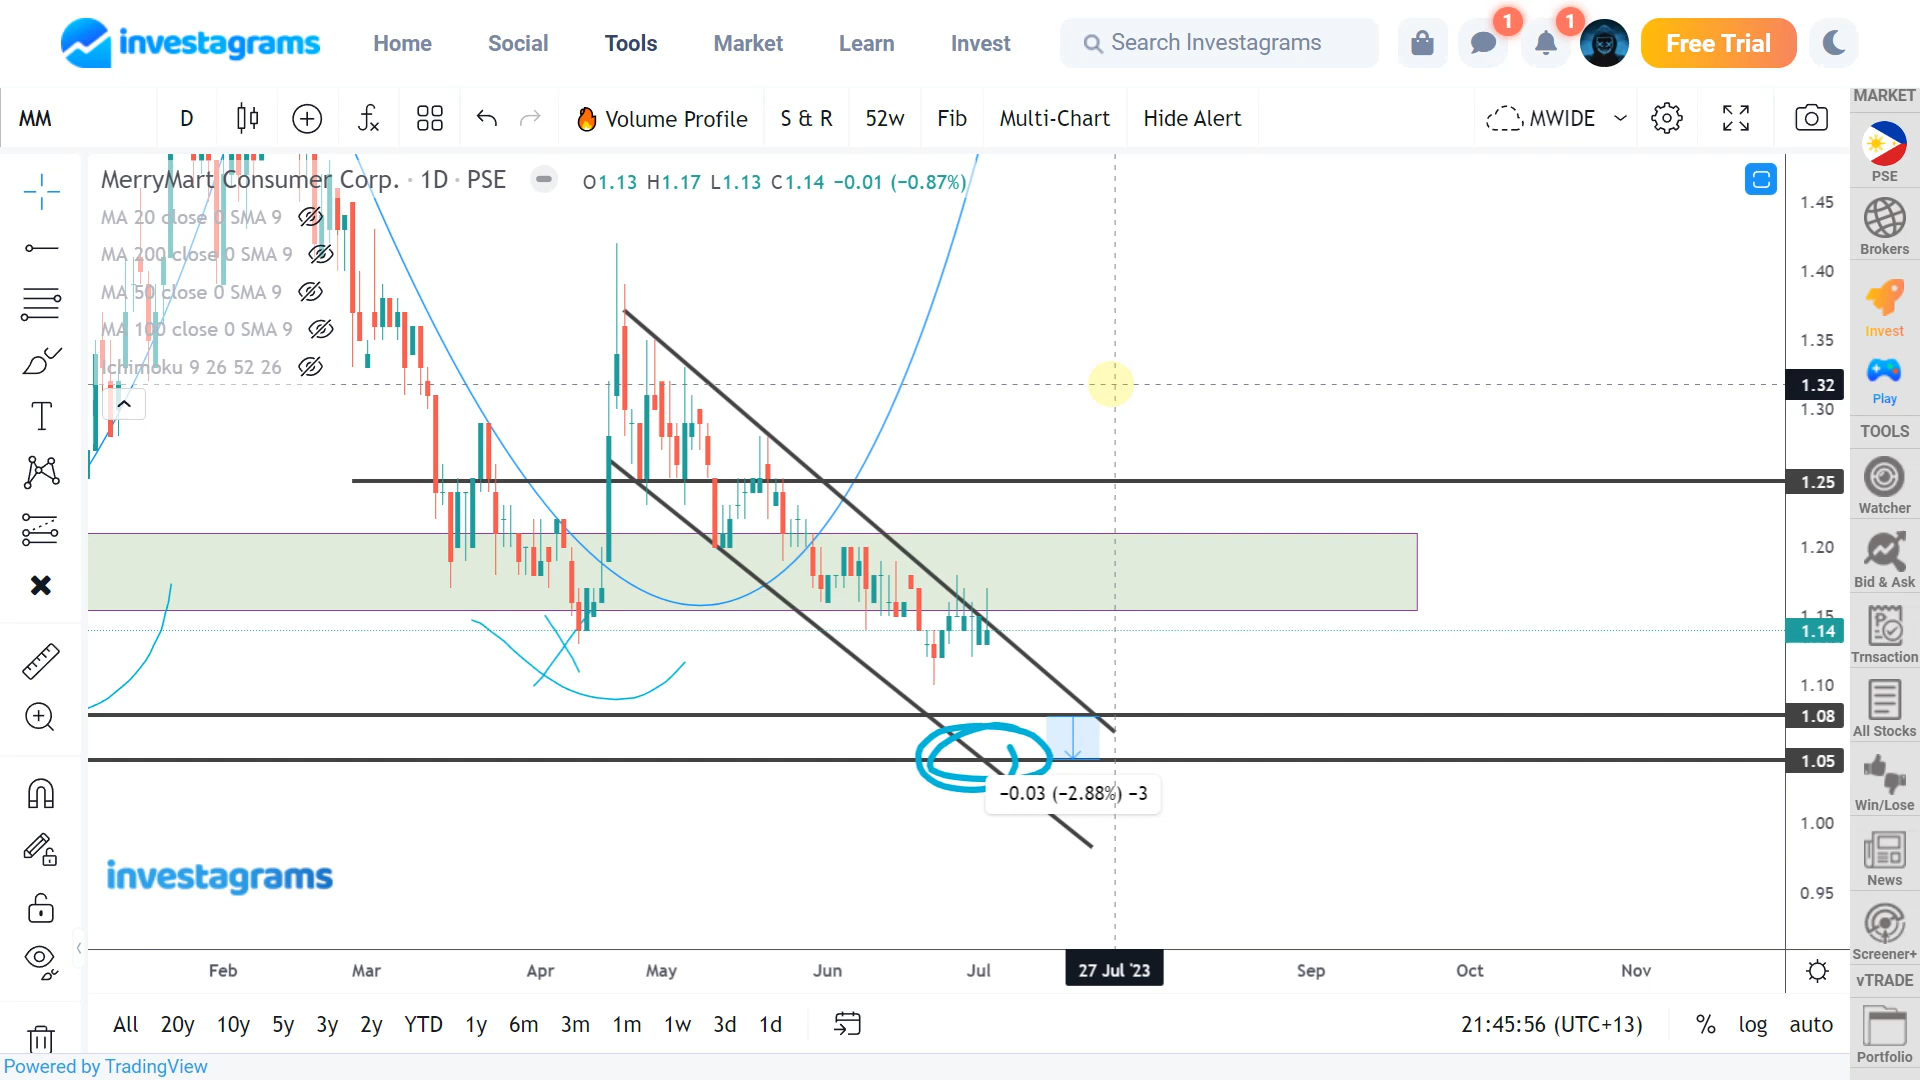 investagrams Home Social Tools Market Learn Invest Search Investagrams 1 1 Free Trial
MM D Volume Profile S & R 52w Fib Multi-Chart Hide Alert MWIDE
MerryMart Consumer Corp. · 1D · PSE O1.13 H1.17 L1.13 C1.14 −0.01 (−0.87%)
MA 20 close 0 SMA 9
MA 200 close 0 SMA 9
MA 50 close 0 SMA 9
MA 100 close 0 SMA 9
Ichimoku 9 26 52 26
1.45
1.40
1.35
1.32
1.30
1.25
1.20
1.15
1.14
1.10
1.08
1.05
1.00
0.95
−0.03 (−2.88%) −3
investagrams
Feb Mar Apr May Jun Jul 27 Jul '23 Sep Oct Nov
All 20y 10y 5y 3y 2y YTD 1y 6m 3m 1m 1w 3d 1d 21:45:56 (UTC+13) % log auto
Powered by TradingView
MARKET
PSE
Brokers
Invest
Play
TOOLS
Watcher
Bid & Ask
Trnsaction
All Stocks
Win/Lose
News
Screener+
vTRADE
Portfolio